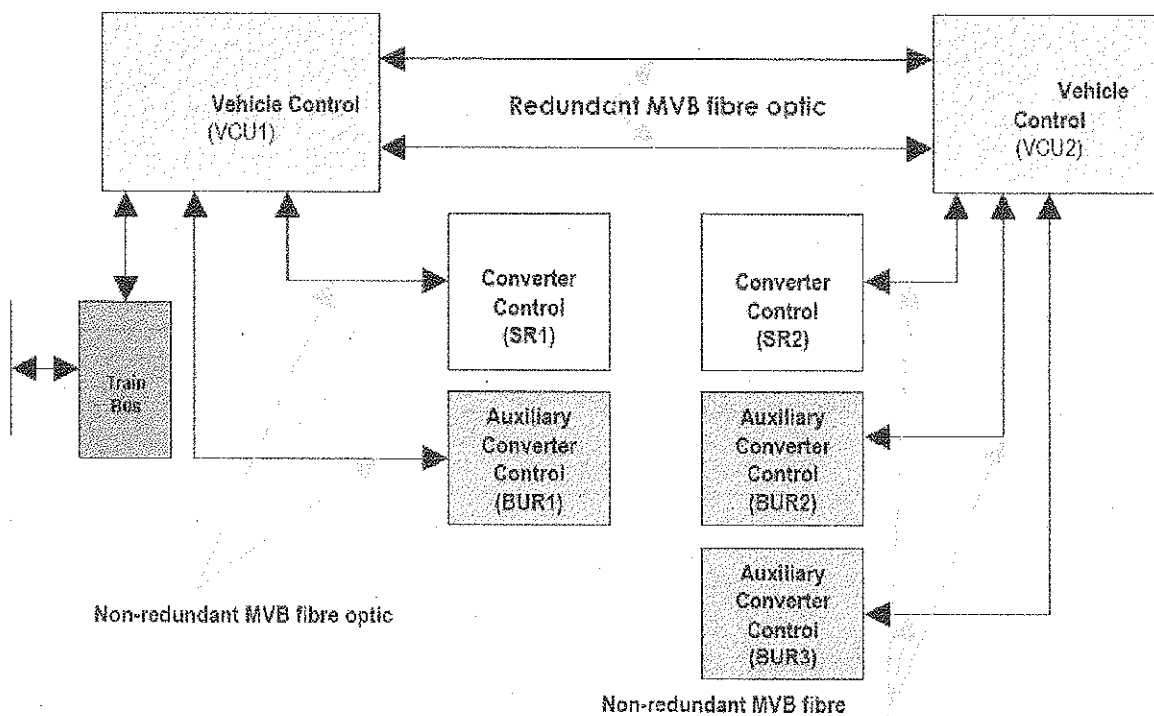 Vehicle Control
(VCU1)
Redundant MVB fibre optic
Vehicle
Control
(VCU2)
Converter
Control
(SR1)
Converter
Control
(SR2)
Train
Bus
Auxiliary
Converter
Control
(BUR1)
Auxiliary
Converter
Control
(BUR2)
Auxiliary
Converter
Control
(BUR3)
Non-redundant MVB fibre optic
Non-redundant MVB fibre